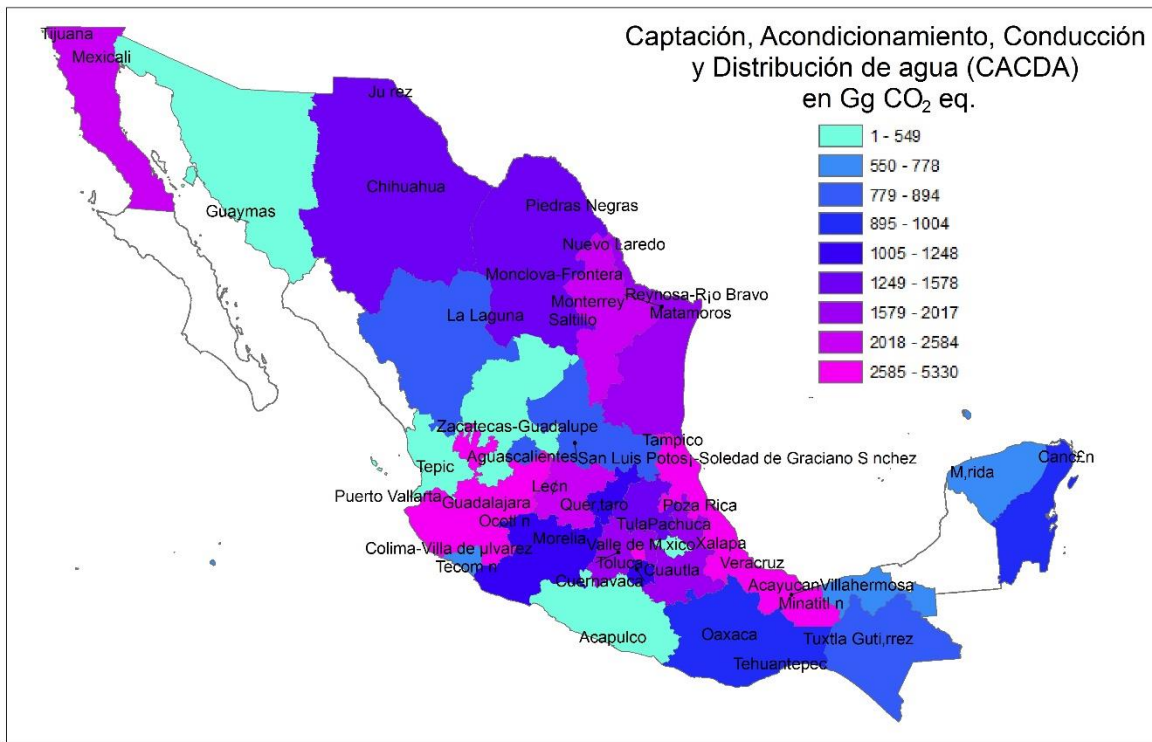 Captación, Acondicionamiento, Conducción
y Distribución de agua (CACDA)
en Gg CO₂ eq.
1 - 549
550 - 778
779 - 894
895 - 1004
1005 - 1248
1249 - 1578
1579 - 2017
2018 - 2584
2585 - 5330
Tijuana
Mexicali
Ju rez
Chihuahua
Guaymas
Piedras Negras
Nuevo Laredo
Monclova-Frontera
Reynosa-R¡o Bravo
Monterrey
Matamoros
La Laguna
Saltillo
Zacatecas-Guadalupe
Tampico
Aguascalientes
San Luis Potos¡-Soledad de Graciano S nchez
Tepic
Le¢n
Puerto Vallarta
Guadalajara
Quer‚taro
Poza Rica
Ocotl n
Tula
Pachuca
Morelia
Valle de M‚xico
Xalapa
Colima-Villa de µlvarez
Toluca
Veracruz
Tecom n
Cuernavaca
Cuautla
Acayucan
Villahermosa
Minatitl n
Acapulco
Oaxaca
Tuxtla Guti‚rrez
Tehuantepec
M‚rida
Canc£n